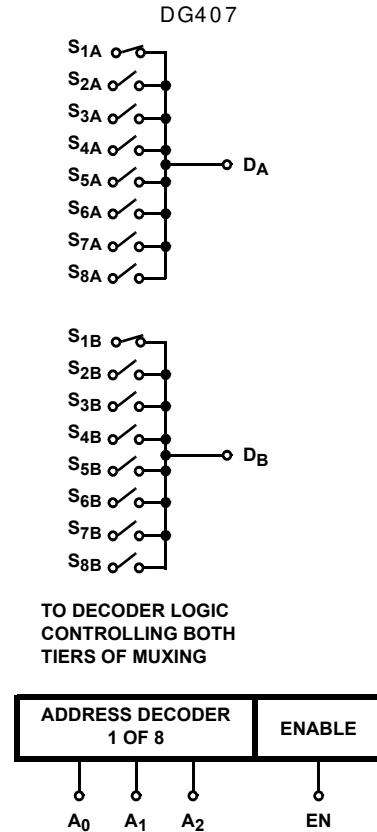 DG407
S1A
S2A
S3A
S4A
DA
S5A
S6A
S7A
S8A
S1B
S2B
S3B
S4B
DB
S5B
S6B
S7B
S8B
TO DECODER LOGIC
CONTROLLING BOTH
TIERS OF MUXING
ADDRESS DECODER
1 OF 8
ENABLE
A0 A1 A2 EN